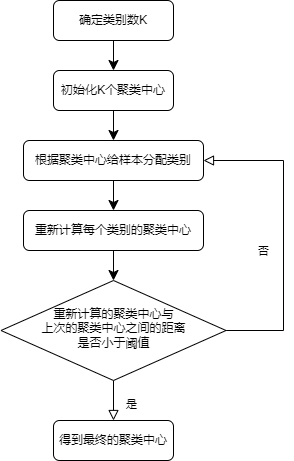 确定类别数K
初始化K个聚类中心
根据聚类中心给样本分配类别
重新计算每个类别的聚类中心
否
重新计算的聚类中心与
上次的聚类中心之间的距离
是否小于阈值
是
得到最终的聚类中心